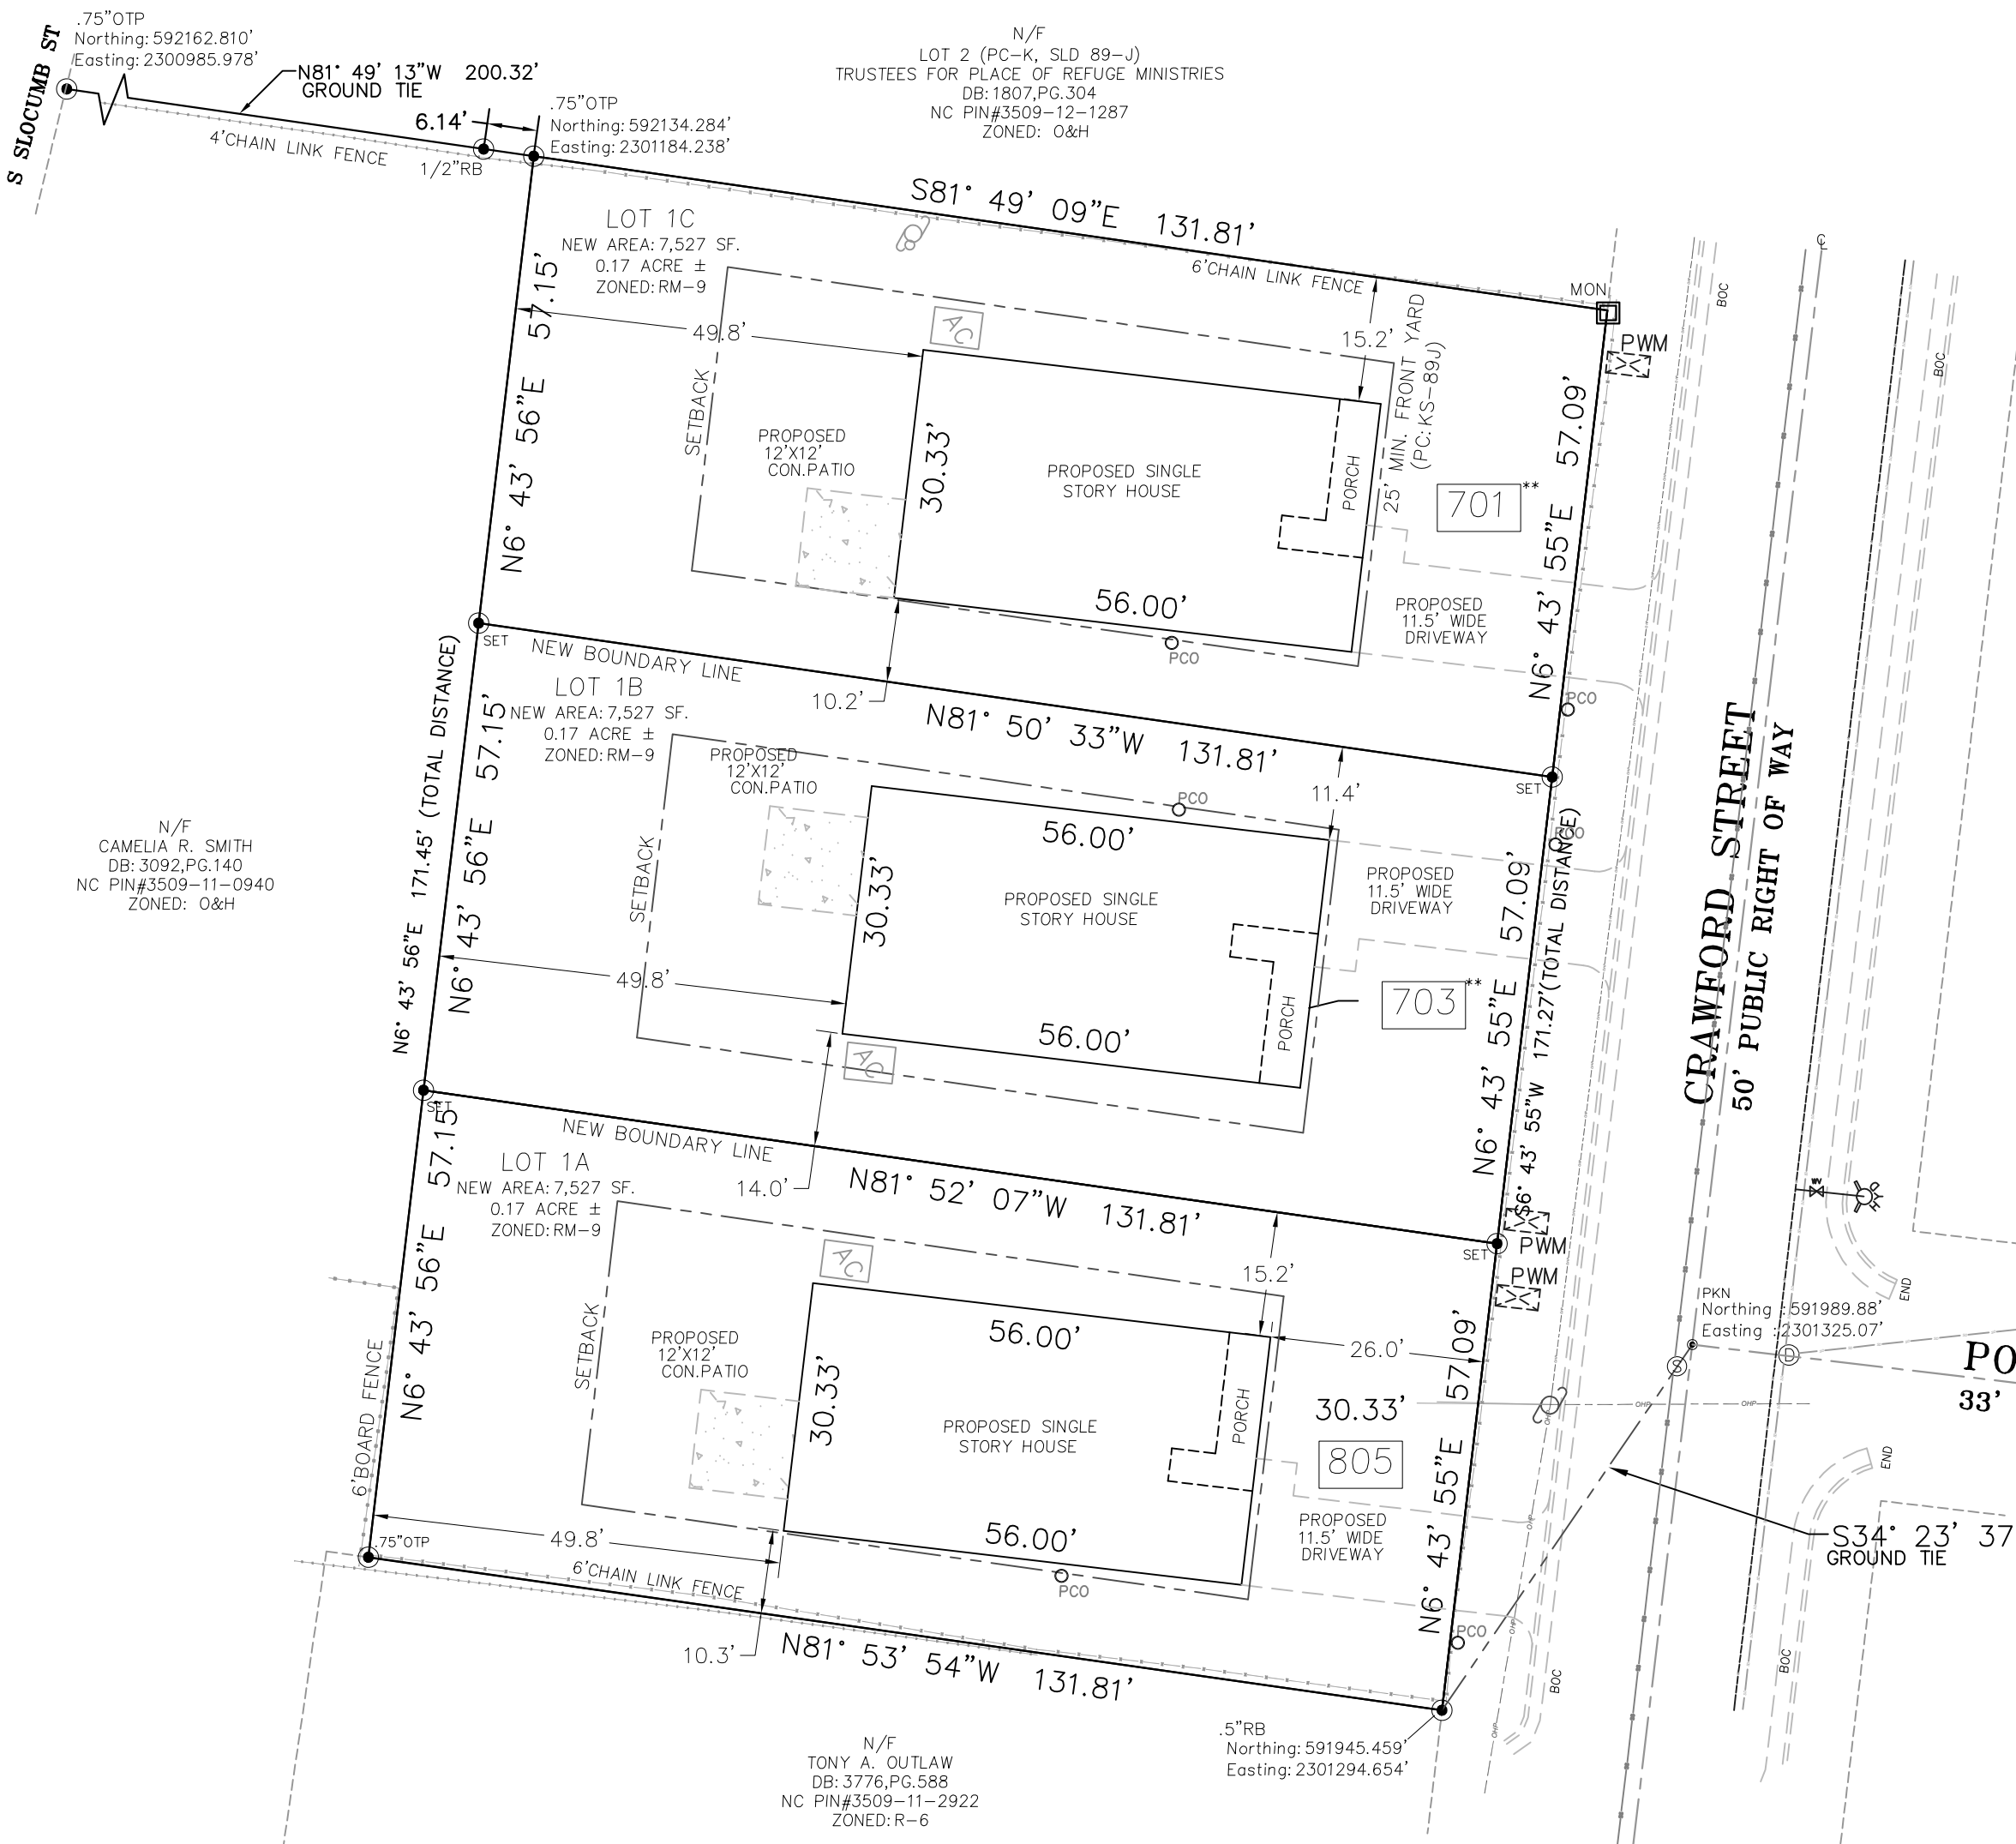 .75"OTP
Northing: 592162.810'
Easting: 2300985.978'
S SLOCUMB ST
N81° 49' 13"W 200.32'
GROUND TIE
6.14'
4'CHAIN LINK FENCE
1/2"RB
.75"OTP
Northing: 592134.284'
Easting: 2301184.238'
N/F
LOT 2 (PC-K, SLD 89-J)
TRUSTEES FOR PLACE OF REFUGE MINISTRIES
DB: 1807,PG.304
NC PIN#3509-12-1287
ZONED: O&H
S81° 49' 09"E 131.81'
6'CHAIN LINK FENCE
MON
PWM
BOC
℄
BOC
LOT 1C
NEW AREA: 7,527 SF.
0.17 ACRE ±
ZONED: RM-9
N6° 43' 56"E 57.15'
49.8'
SETBACK
AC
15.2'
25' MIN. FRONT YARD
(PC: KS-89J)
PROPOSED
12'X12'
CON.PATIO
30.33'
PROPOSED SINGLE
STORY HOUSE
PORCH
701**
56.00'
PROPOSED
11.5' WIDE
DRIVEWAY
N6° 43' 55"E 57.09'
PCO
PCO
SET
NEW BOUNDARY LINE
10.2'
N81° 50' 33"W 131.81'
SET
LOT 1B
NEW AREA: 7,527 SF.
0.17 ACRE ±
ZONED: RM-9
N6° 43' 56"E 171.45' (TOTAL DISTANCE)
N6° 43' 56"E 57.15'
PROPOSED
12'X12'
CON.PATIO
SETBACK
PCO
11.4'
PCO
56.00'
30.33'
PROPOSED SINGLE
STORY HOUSE
PORCH
PROPOSED
11.5' WIDE
DRIVEWAY
703**
49.8'
56.00'
AC
N6° 43' 55"E 57.09'
S6° 43' 55"W 171.27'(TOTAL DISTANCE)
CRAWFORD STREET
50' PUBLIC RIGHT OF WAY
N/F
CAMELIA R. SMITH
DB: 3092,PG.140
NC PIN#3509-11-0940
ZONED: O&H
SET
NEW BOUNDARY LINE
14.0'
N81° 52' 07"W 131.81'
SET
PWM
PWM
WV
HYD
END
LOT 1A
NEW AREA: 7,527 SF.
0.17 ACRE ±
ZONED: RM-9
N6° 43' 56"E 57.15'
6'BOARD FENCE
SETBACK
AC
15.2'
56.00'
26.0'
PROPOSED
12'X12'
CON.PATIO
30.33'
PROPOSED SINGLE
STORY HOUSE
PORCH
30.33'
805
56.00'
PROPOSED
11.5' WIDE
DRIVEWAY
N6° 43' 55"E 57.09'
PKN
Northing : 591989.88'
Easting : 2301325.07'
S
D
PO
33'
OHP
OHP
OHP
OHP
OHP
OHP
END
S34° 23' 37
GROUND TIE
.75"OTP
49.8'
6'CHAIN LINK FENCE
PCO
10.3'
N81° 53' 54"W 131.81'
PCO
BOC
BOC
.5"RB
Northing: 591945.459'
Easting: 2301294.654'
N/F
TONY A. OUTLAW
DB: 3776,PG.588
NC PIN#3509-11-2922
ZONED: R-6